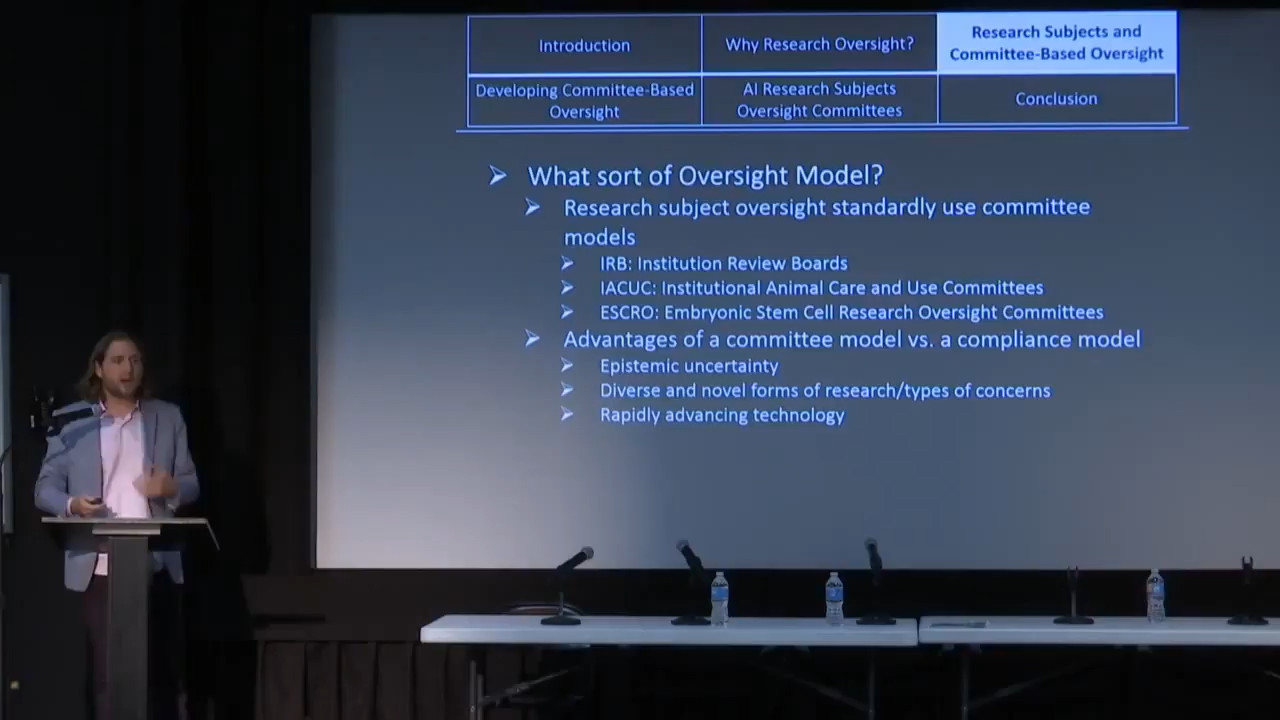 Introduction
Why Research Oversight?
Research Subjects and
Committee-Based Oversight
Developing Committee-Based
Oversight
AI Research Subjects
Oversight Committees
Conclusion
What sort of Oversight Model?
Research subject oversight standardly use committee
models
IRB: Institution Review Boards
IACUC: Institutional Animal Care and Use Committees
ESCRO: Embryonic Stem Cell Research Oversight Committees
Advantages of a committee model vs. a compliance model
Epistemic uncertainty
Diverse and novel forms of research/types of concerns
Rapidly advancing technology